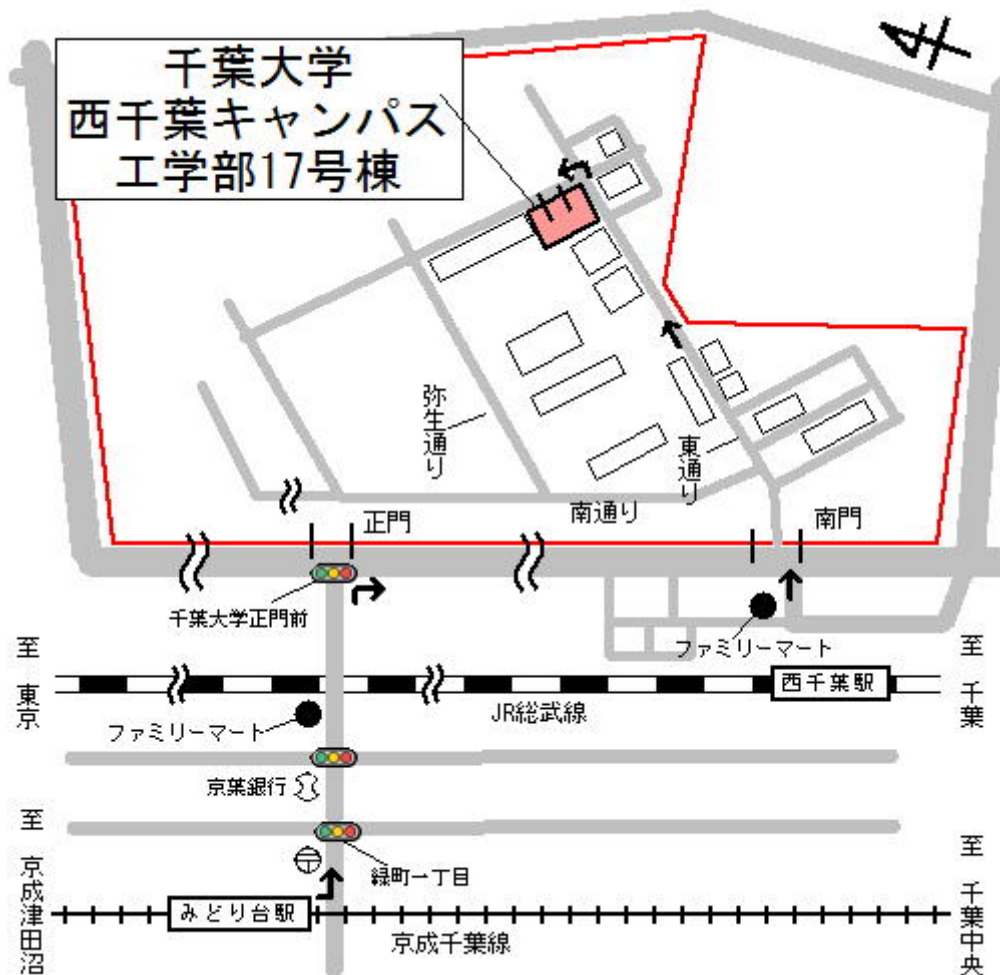 千葉大学
西千葉キャンパス
工学部17号棟
弥生通り
東通り
南通り
正門
南門
千葉大学正門前
ファミリーマート
至 東京
至 千葉
西千葉駅
JR総武線
ファミリーマート
京葉銀行
緑町一丁目
至 京成津田沼
至 千葉中央
みどり台駅
京成千葉線